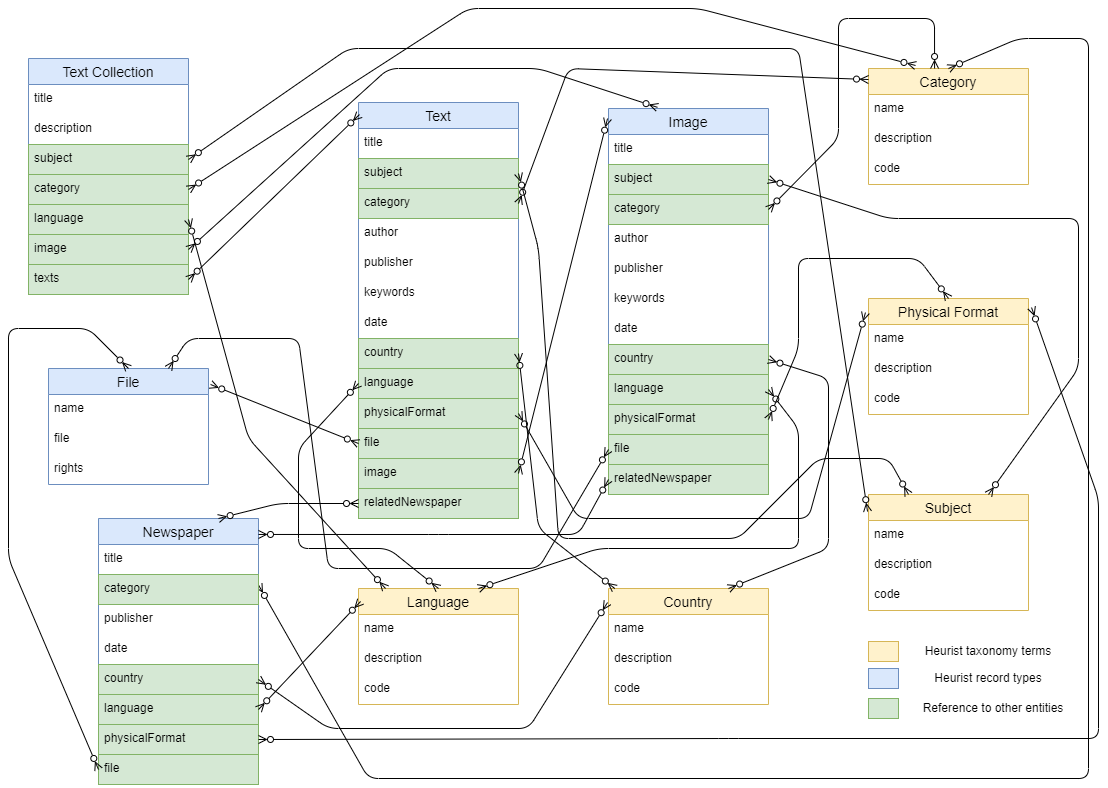 Text Collection
title
description
subject
category
language
image
texts
Text
title
subject
category
author
publisher
keywords
date
country
language
physicalFormat
file
image
relatedNewspaper
Image
title
subject
category
author
publisher
keywords
date
country
language
physicalFormat
file
relatedNewspaper
Category
name
description
code
Physical Format
name
description
code
File
name
file
rights
Subject
name
description
code
Newspaper
title
category
publisher
date
country
language
physicalFormat
file
Language
name
description
code
Country
name
description
code
Heurist taxonomy terms
Heurist record types
Reference to other entities